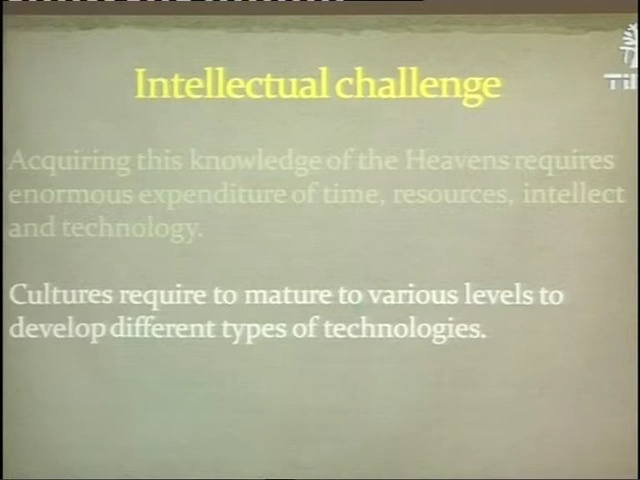 Intellectual challenge
Acquiring this knowledge of the Heavens requires
enormous expenditure of time, resources, intellect
and technology.
Cultures require to mature to various levels to
develop different types of technologies.